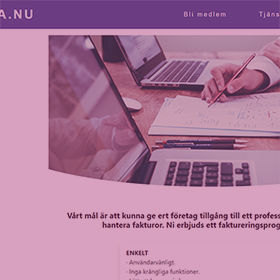 A.NU Bli medlem Tjäns
Vårt mål är att kunna ge ert företag tillgång till ett profess
hantera fakturor. Ni erbjuds ett faktureringsprog
ENKELT
- Användarvänligt.
- Inga krångliga funktioner.